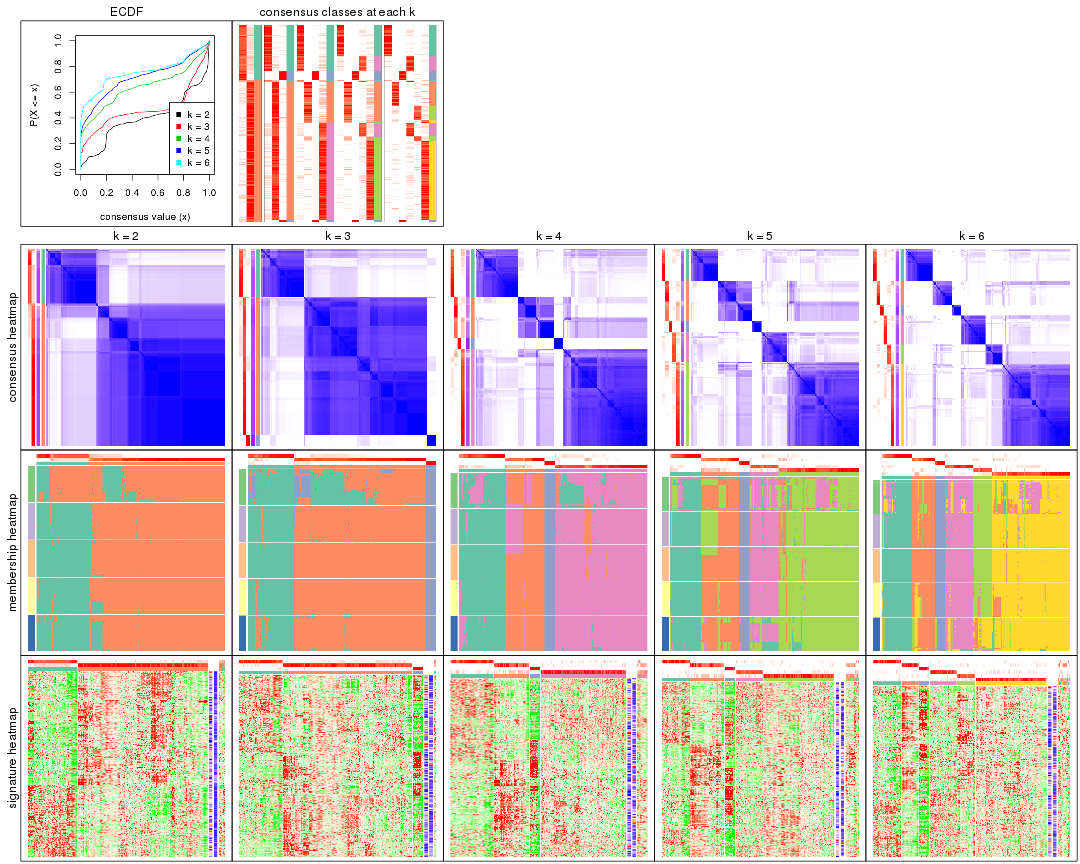 ECDF
consensus classes at each k
P(X <= x)
0.0 0.2 0.4 0.6 0.8 1.0
k = 2
k = 3
k = 4
k = 5
k = 6
0.0 0.2 0.4 0.6 0.8 1.0
consensus value (x)
k = 2
k = 3
k = 4
k = 5
k = 6
consensus heatmap
membership heatmap
signature heatmap